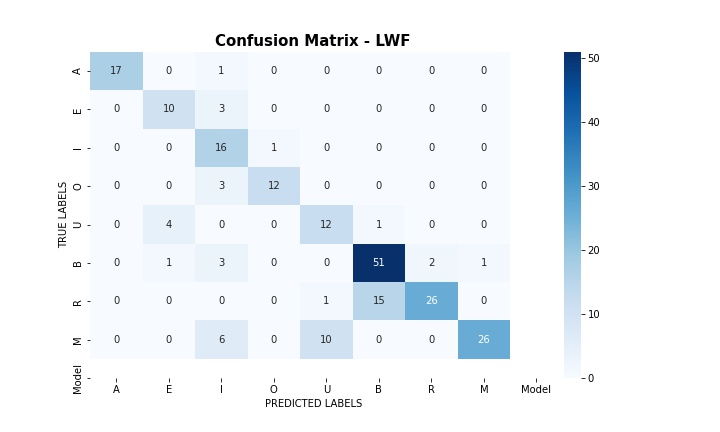 Confusion Matrix - LWF
TRUE LABELS
A 17 0 1 0 0 0 0 0
E 0 10 3 0 0 0 0 0
I 0 0 16 1 0 0 0 0
O 0 0 3 12 0 0 0 0
U 0 4 0 0 12 1 0 0
B 0 1 3 0 0 51 2 1
R 0 0 0 0 1 15 26 0
M 0 0 6 0 10 0 0 26
Model
A E I O U B R M Model
PREDICTED LABELS
50
40
30
20
10
0